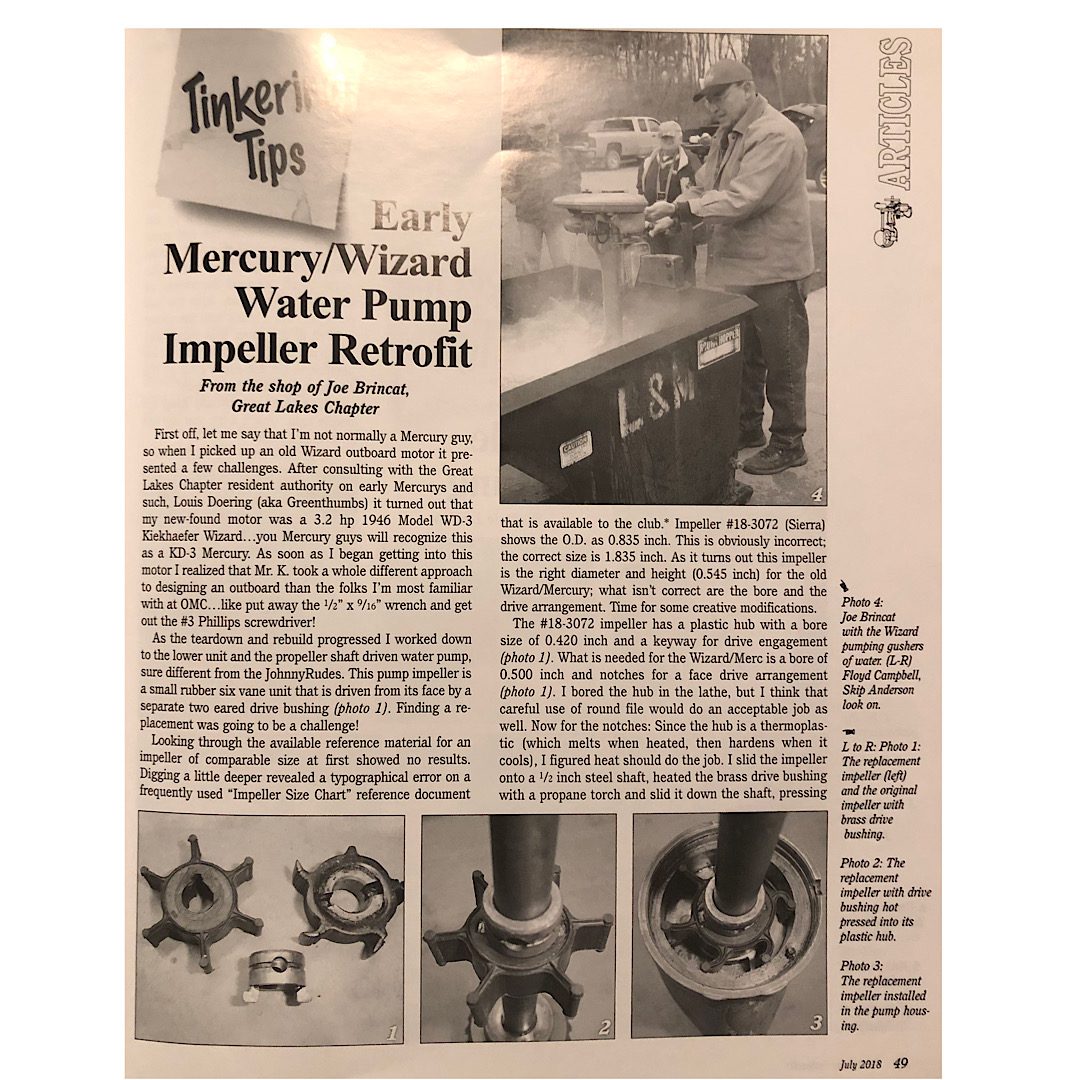 Tinkeri
Tips
Early
Mercury/Wizard
Water Pump
Impeller Retrofit
From the shop of Joe Brincat,
Great Lakes Chapter
First off, let me say that I'm not normally a Mercury guy,
so when I picked up an old Wizard outboard motor it pre-
sented a few challenges. After consulting with the Great
Lakes Chapter resident authority on early Mercurys and
such, Louis Doering (aka Greenthumbs) it turned out that
my new-found motor was a 3.2 hp 1946 Model WD-3
Kiekhaefer Wizard...you Mercury guys will recognize this
as a KD-3 Mercury. As soon as I began getting into this
motor I realized that Mr. K. took a whole different approach
to designing an outboard than the folks I'm most familiar
with at OMC...like put away the 1/2" x 9/16" wrench and get
out the #3 Phillips screwdriver!
As the teardown and rebuild progressed I worked down
to the lower unit and the propeller shaft driven water pump,
sure different from the JohnnyRudes. This pump impeller is
a small rubber six vane unit that is driven from its face by a
separate two eared drive bushing (photo 1). Finding a re-
placement was going to be a challenge!
Looking through the available reference material for an
impeller of comparable size at first showed no results.
Digging a little deeper revealed a typographical error on a
frequently used "Impeller Size Chart" reference document
L & M
CAUTION
4
that is available to the club.* Impeller #18-3072 (Sierra)
shows the O.D. as 0.835 inch. This is obviously incorrect;
the correct size is 1.835 inch. As it turns out this impeller
is the right diameter and height (0.545 inch) for the old
Wizard/Mercury; what isn't correct are the bore and the
drive arrangement. Time for some creative modifications.
The #18-3072 impeller has a plastic hub with a bore
size of 0.420 inch and a keyway for drive engagement
(photo 1). What is needed for the Wizard/Merc is a bore of
0.500 inch and notches for a face drive arrangement
(photo 1). I bored the hub in the lathe, but I think that
careful use of round file would do an acceptable job as
well. Now for the notches: Since the hub is a thermoplas-
tic (which melts when heated, then hardens when it
cools), I figured heat should do the job. I slid the impeller
onto a 1/2 inch steel shaft, heated the brass drive bushing
with a propane torch and slid it down the shaft, pressing
ARTICLES
Photo 4:
Joe Brincat
with the Wizard
pumping gushers
of water. (L-R)
Floyd Campbell,
Skip Anderson
look on.
L to R: Photo 1:
The replacement
impeller (left)
and the original
impeller with
brass drive
bushing.
Photo 2: The
replacement
impeller with drive
bushing hot
pressed into its
plastic hub.
Photo 3:
The replacement
impeller installed
in the pump hous-
ing.
1
2
3
July 2018 49